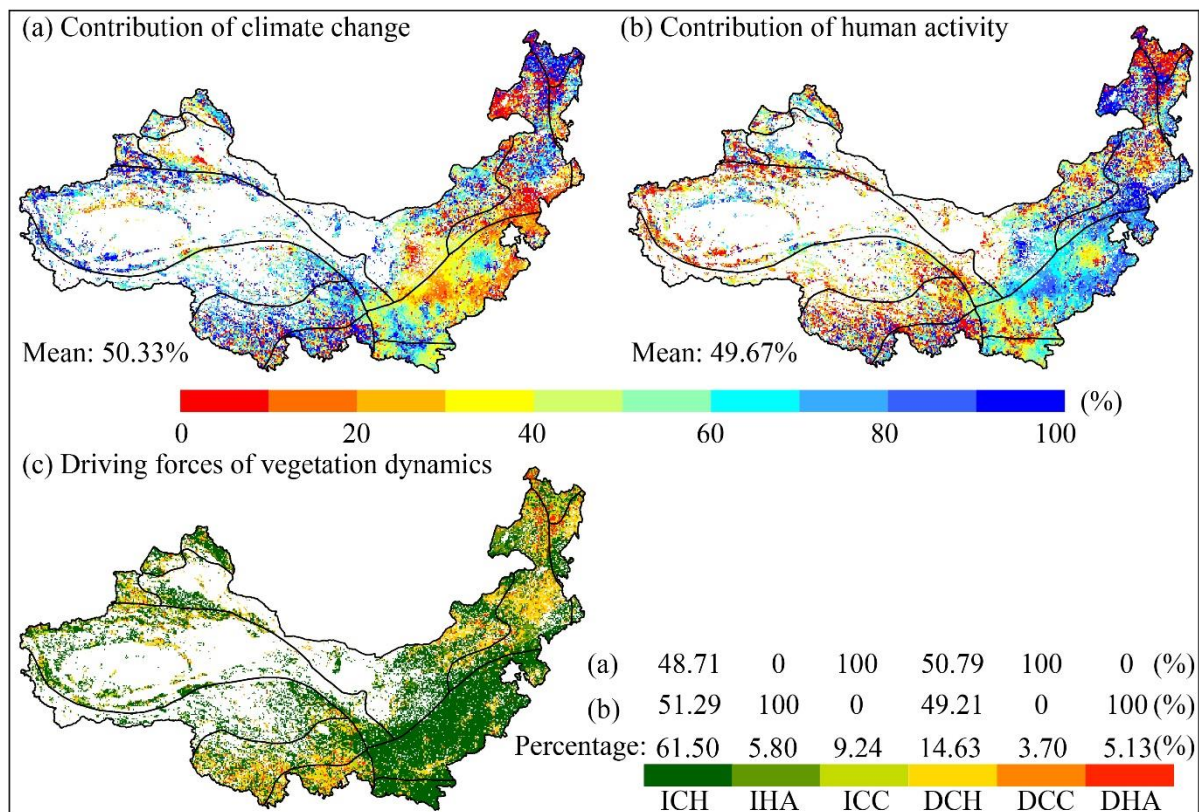 (a) Contribution of climate change
(b) Contribution of human activity
Mean: 50.33%
Mean: 49.67%
(%)
0 20 40 60 80 100
(c) Driving forces of vegetation dynamics
(a) 48.71 0 100 50.79 100 0 (%)
(b) 51.29 100 0 49.21 0 100 (%)
Percentage: 61.50 5.80 9.24 14.63 3.70 5.13 (%)
ICH IHA ICC DCH DCC DHA